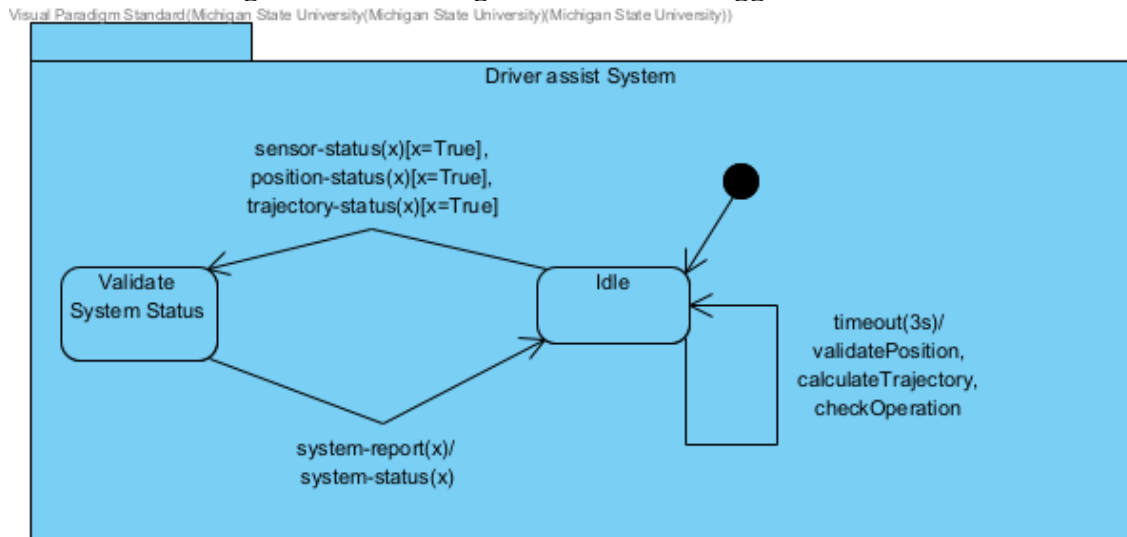 Visual Paradigm Standard(Michigan State University(Michigan State University)(Michigan State University))
Driver assist System
sensor-status(x)[x=True],
position-status(x)[x=True],
trajectory-status(x)[x=True]
Validate
System Status
Idle
timeout(3s)/
validatePosition,
calculateTrajectory,
checkOperation
system-report(x)/
system-status(x)